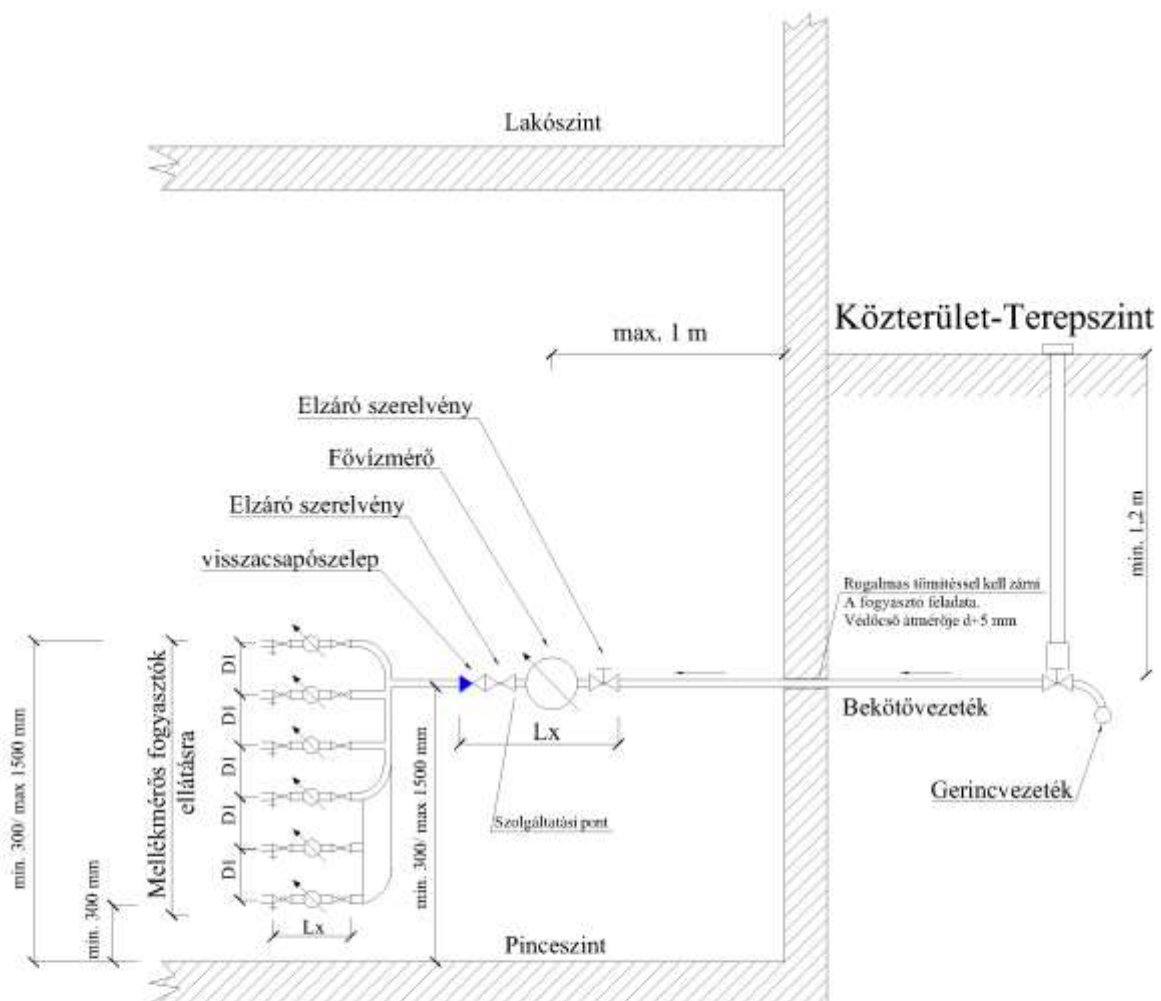 Lakószint
Közterület-Terepszint
max. 1 m
Elzáró szerelvény
Fővízmérő
Elzáró szerelvény
visszacsapószelep
min. 1,2 m
Rugalmas tömítéssel kell zárni
A fogyasztó feladata.
Védőcső átmérője d+5 mm
Bekötővezeték
Gerincvezeték
Lx
Szolgáltatási pont
min. 300/ max 1500 mm
min. 300 mm
Mellékmérős fogyasztók
ellátásra
D1
D1
D1
D1
D1
Lx
min. 300/ max 1500 mm
Pinceszint